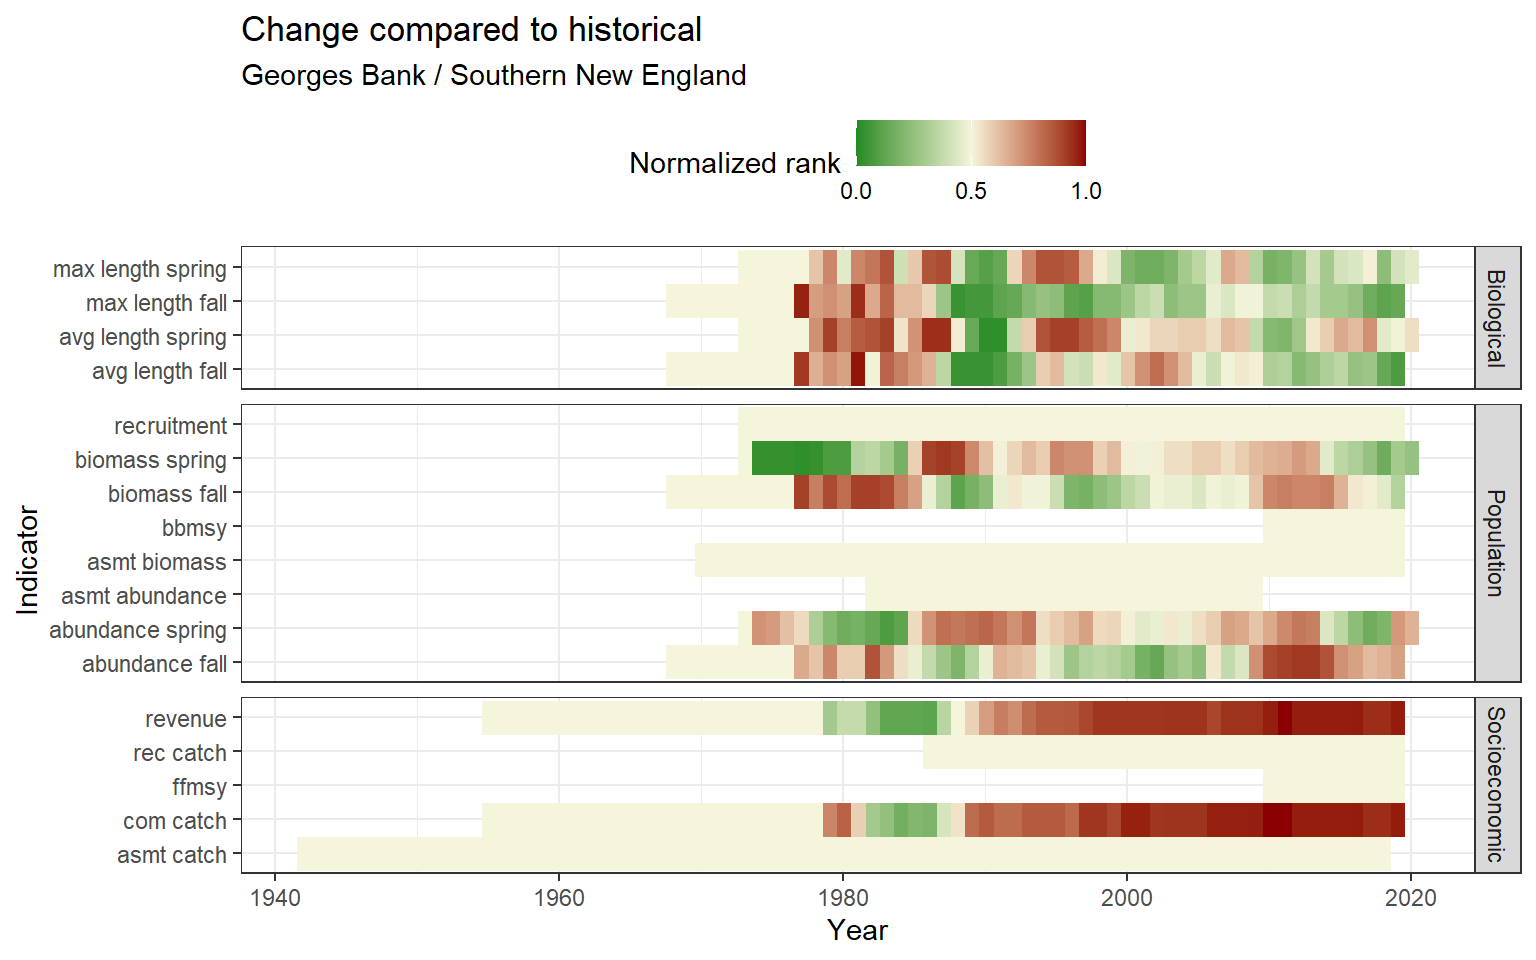 Change compared to historical
Georges Bank / Southern New England
Normalized rank
0.0 0.5 1.0
max length spring
max length fall
avg length spring
avg length fall
Biological
recruitment
biomass spring
biomass fall
bbmsy
asmt biomass
asmt abundance
abundance spring
abundance fall
Population
revenue
rec catch
ffmsy
com catch
asmt catch
Socioeconomic
Indicator
1940 1960 1980 2000 2020
Year